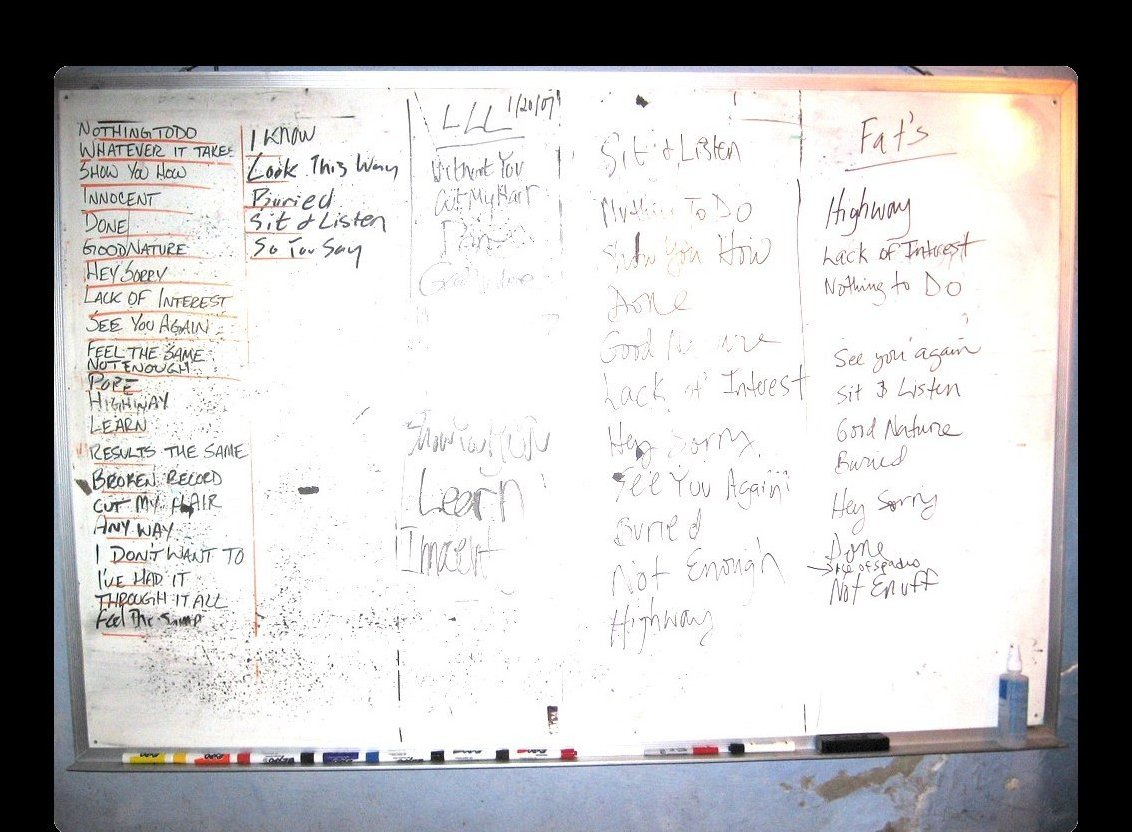 NOTHING TO DO
WHATEVER IT TAKES
SHOW YOU HOW
INNOCENT
DONE
GOOD NATURE
HEY SORRY
LACK OF INTEREST
SEE YOU AGAIN
FEEL THE SAME
NOT ENOUGH
POPE
HIGHWAY
LEARN
RESULTS THE SAME
BROKEN RECORD
CUT MY HAIR
ANY WAY
I DON'T WANT TO
I'VE HAD IT
THROUGH IT ALL
Feel The
I KNOW
Look This Way
Buried
Sit & Listen
So You Say
LLL 1/20/07
Without You
Cut My Hair
Good Nature
Show You How
Learn
Innocent
Sit & Listen
Nothing To Do
Show You How
Done
Good Nature
Lack of Interest
Hey Sorry
See You Again
Buried
Not Enough
Highway
Fat's
Highway
Lack of Interest
Nothing to Do
See you again
Sit & Listen
Good Nature
Buried
Hey Sorry
Done
Ace of spades
Not Enuff